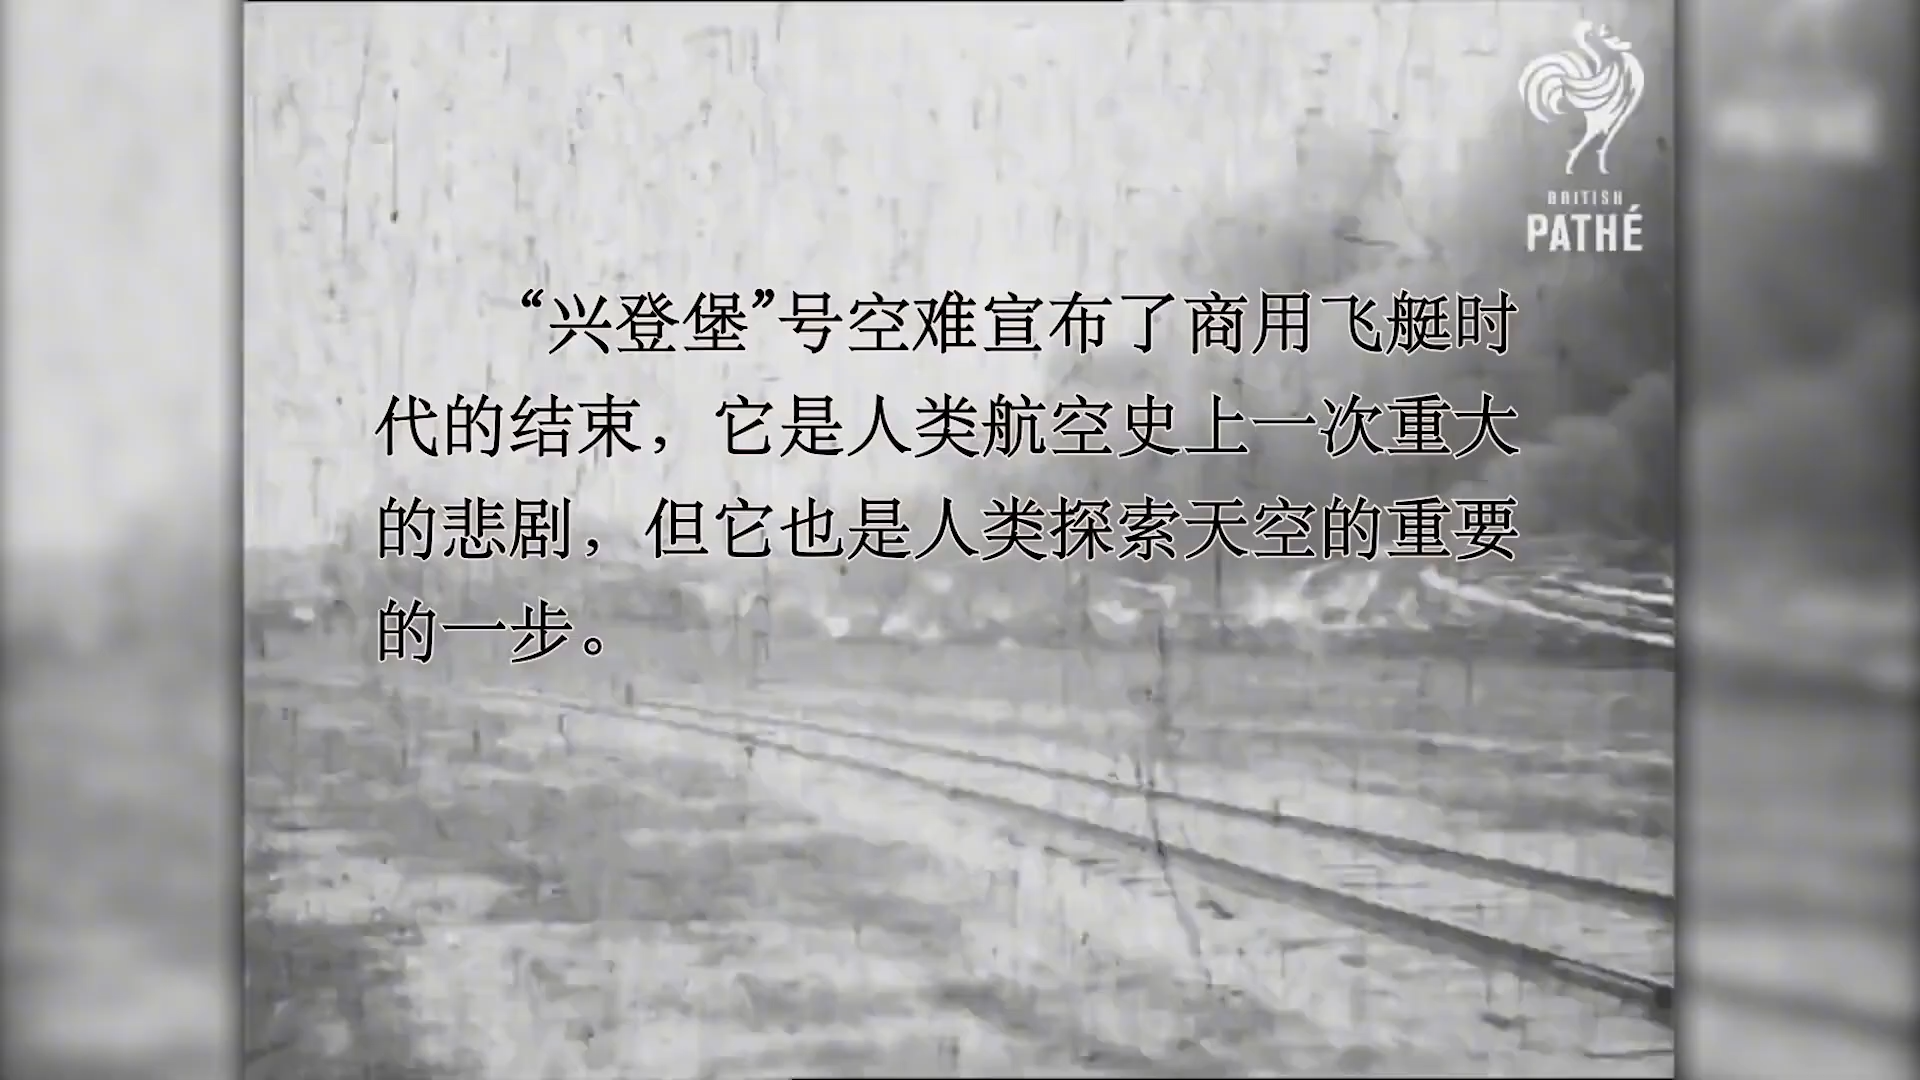 BRITISH
PATHÉ
“兴登堡”号空难宣布了商用飞艇时
代的结束，它是人类航空史上一次重大
的悲剧，但它也是人类探索天空的重要
的一步。